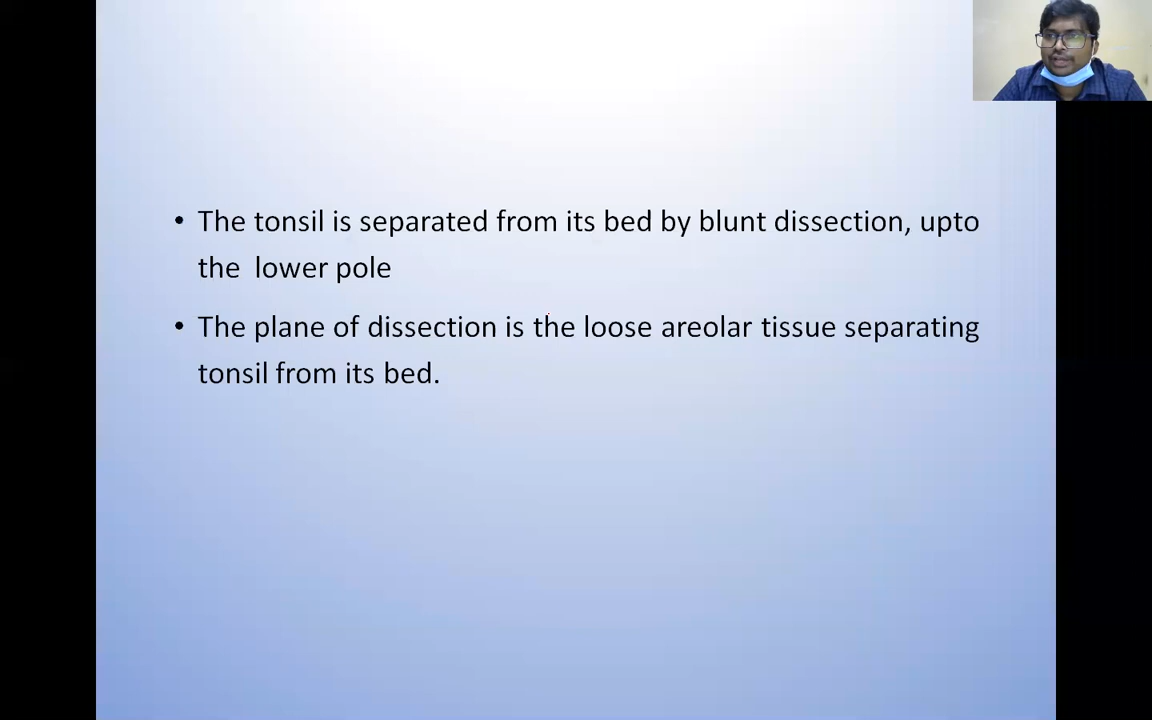 • The tonsil is separated from its bed by blunt dissection, upto
the lower pole
• The plane of dissection is the loose areolar tissue separating
tonsil from its bed.